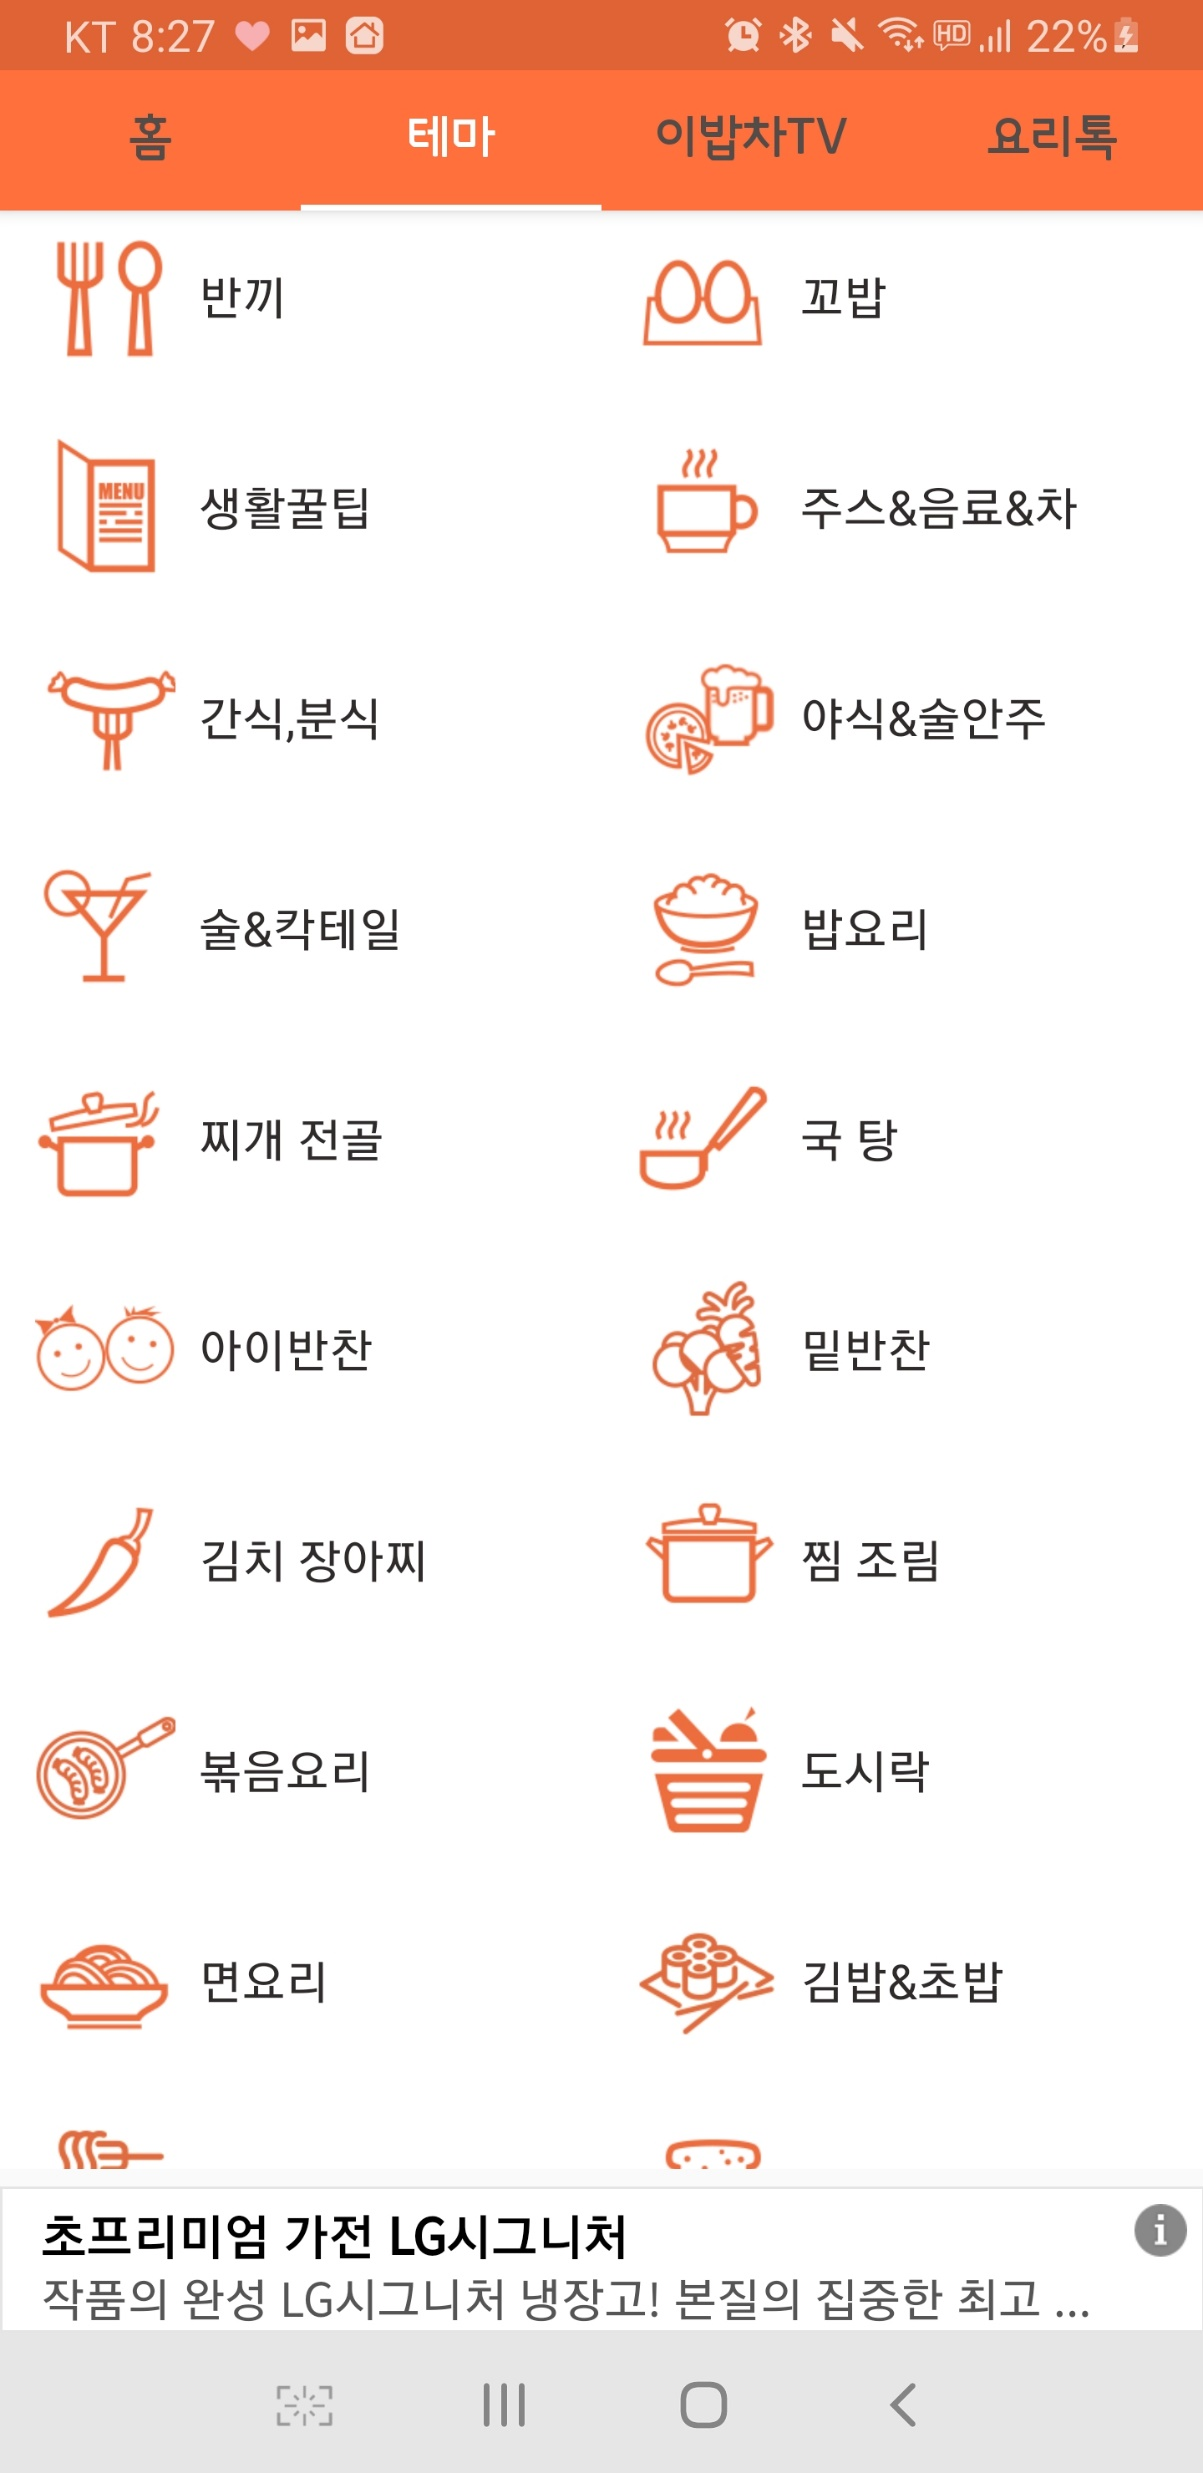 KT 8:27 HD 22%
홈 테마 이밥차TV 요리톡
반끼 꼬밥
MENU
생활꿀팁 주스&음료&차
간식,분식 야식&술안주
술&칵테일 밥요리
찌개 전골 국 탕
아이반찬 밑반찬
김치 장아찌 찜 조림
볶음요리 도시락
면요리 김밥&초밥
초프리미엄 가전 LG시그니처
작품의 완성 LG시그니처 냉장고! 본질의 집중한 최고 ...